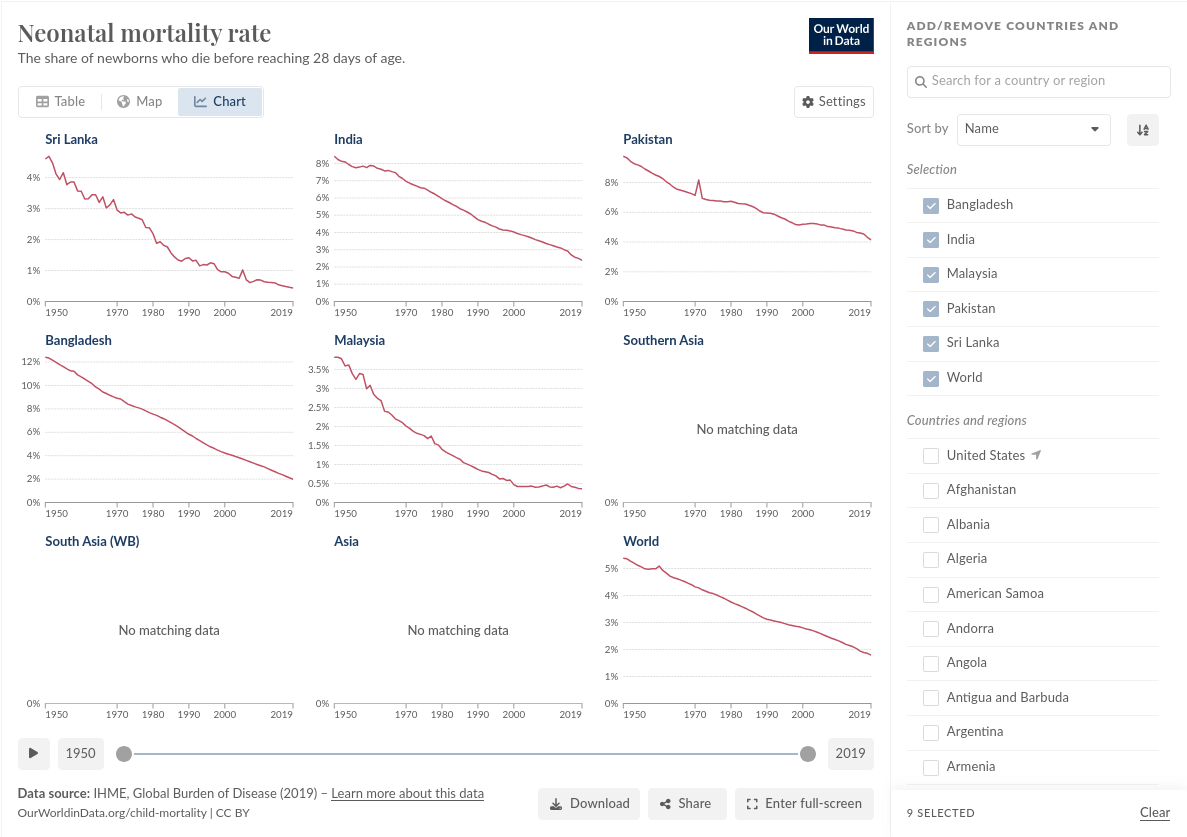 Neonatal mortality rate
The share of newborns who die before reaching 28 days of age.
Our World
in Data
Table
Map
Chart
Settings
Sri Lanka
4%
3%
2%
1%
0%
1950 1970 1980 1990 2000 2019
India
8%
7%
6%
5%
4%
3%
2%
1%
0%
1950 1970 1980 1990 2000 2019
Pakistan
8%
6%
4%
2%
0%
1950 1970 1980 1990 2000 2019
Bangladesh
12%
10%
8%
6%
4%
2%
0%
1950 1970 1980 1990 2000 2019
Malaysia
3.5%
3%
2.5%
2%
1.5%
1%
0.5%
0%
1950 1970 1980 1990 2000 2019
Southern Asia
No matching data
0%
1950 1970 1980 1990 2000 2019
South Asia (WB)
No matching data
0%
1950 1970 1980 1990 2000 2019
Asia
No matching data
0%
1950 1970 1980 1990 2000 2019
World
5%
4%
3%
2%
1%
0%
1950 1970 1980 1990 2000 2019
1950
2019
Data source: IHME, Global Burden of Disease (2019) – Learn more about this data
OurWorldinData.org/child-mortality | CC BY
Download
Share
Enter full-screen
ADD/REMOVE COUNTRIES AND
REGIONS
Search for a country or region
Sort by
Name
Selection
Bangladesh
India
Malaysia
Pakistan
Sri Lanka
World
Countries and regions
United States
Afghanistan
Albania
Algeria
American Samoa
Andorra
Angola
Antigua and Barbuda
Argentina
Armenia
9 SELECTED
Clear